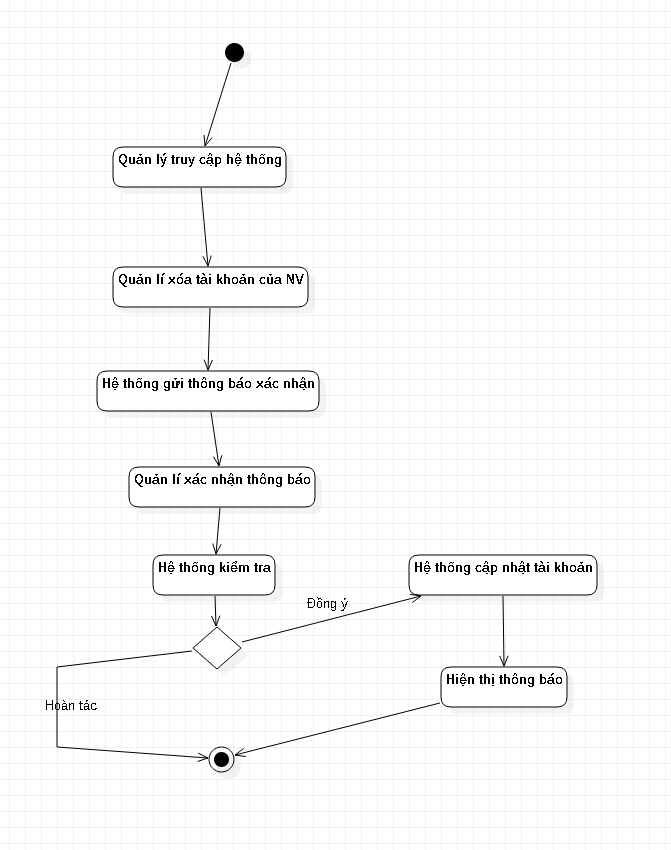 Quản lý truy cập hệ thống
Quản lí xóa tài khoản của NV
Hệ thống gửi thông báo xác nhận
Quản lí xác nhận thông báo
Hệ thống kiểm tra
Hệ thống cập nhật tài khoản
Đồng ý
Hiện thị thông báo
Hoàn tác